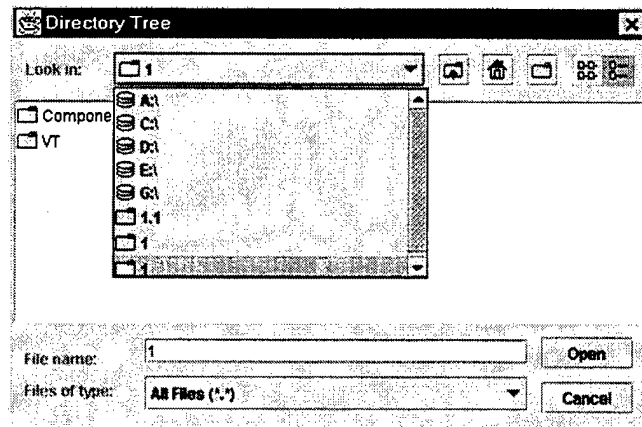 Directory Tree
Look in: 1
Compone
VT
A:\
C:\
D:\
E:\
G:\
1.1
1
1
File name: 1 Open
Files of type: All Files (*.*) Cancel